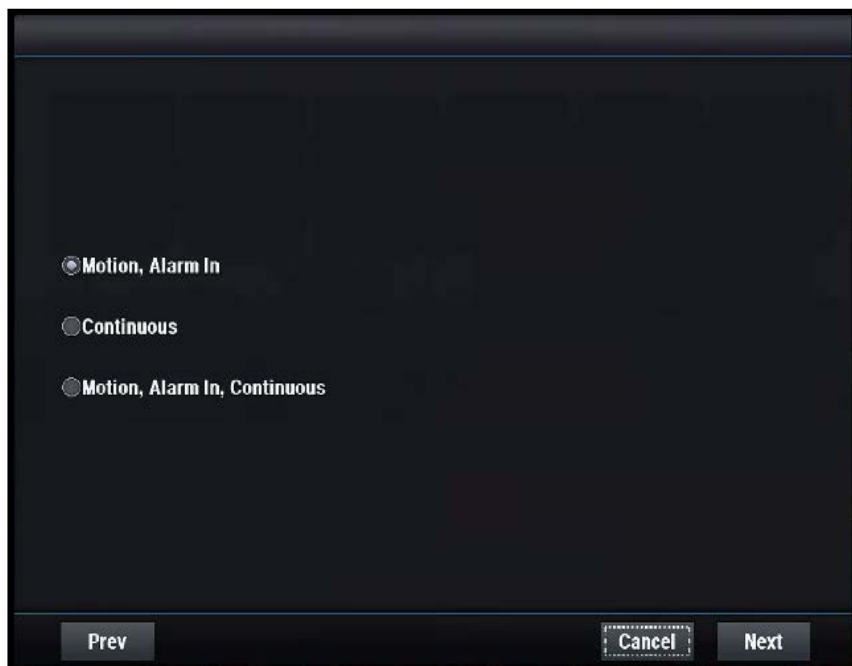 Motion, Alarm In
Continuous
Motion, Alarm In, Continuous
Prev Cancel Next